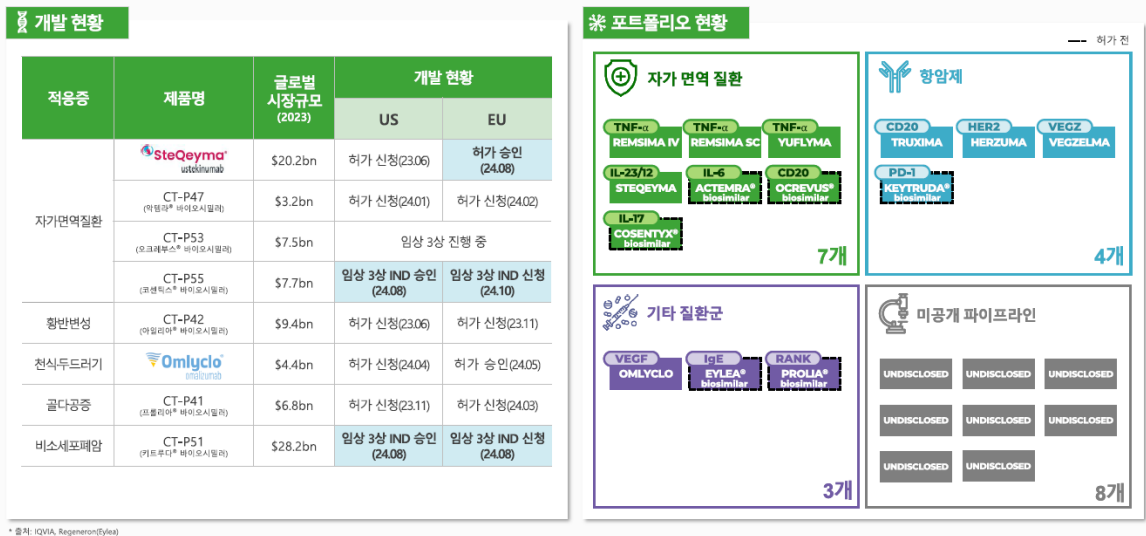 개발 현황
적응증
제품명
글로벌
시장규모
(2023)
개발 현황
US
EU
자가면역질환
SteQeyma®
ustekinumab
$20.2bn
허가 신청(23.06)
허가 승인
(24.08)
CT-P47
(악템라® 바이오시밀러)
$3.2bn
허가 신청(24.01)
허가 신청(24.02)
CT-P53
(오크레부스® 바이오시밀러)
$7.5bn
임상 3상 진행 중
CT-P55
(코센틱스® 바이오시밀러)
$7.7bn
임상 3상 IND 승인
(24.08)
임상 3상 IND 신청
(24.10)
황반변성
CT-P42
(아일리아® 바이오시밀러)
$9.4bn
허가 신청(23.06)
허가 신청(23.11)
천식두드러기
Omlyclo®
omalizumab
$4.4bn
허가 신청(24.04)
허가 승인(24.05)
골다공증
CT-P41
(프롤리아® 바이오시밀러)
$6.8bn
허가 신청(23.11)
허가 신청(24.03)
비소세포폐암
CT-P51
(키트루다® 바이오시밀러)
$28.2bn
임상 3상 IND 승인
(24.08)
임상 3상 IND 신청
(24.08)
* 출처: IQVIA, Regeneron(Eylea)
포트폴리오 현황
허가 전
자가 면역 질환
TNF-α
REMSIMA IV
TNF-α
REMSIMA SC
TNF-α
YUFLYMA
IL-23/12
STEQEYMA
IL-6
ACTEMRA®
biosimilar
CD20
OCREVUS®
biosimilar
IL-17
COSENTYX®
biosimilar
7개
항암제
CD20
TRUXIMA
HER2
HERZUMA
VEGZ
VEGZELMA
PD-1
KEYTRUDA®
biosimilar
4개
기타 질환군
VEGF
OMLYCLO
IgE
EYLEA®
biosimilar
RANK
PROLIA®
biosimilar
3개
미공개 파이프라인
UNDISCLOSED
UNDISCLOSED
UNDISCLOSED
UNDISCLOSED
UNDISCLOSED
UNDISCLOSED
UNDISCLOSED
UNDISCLOSED
8개